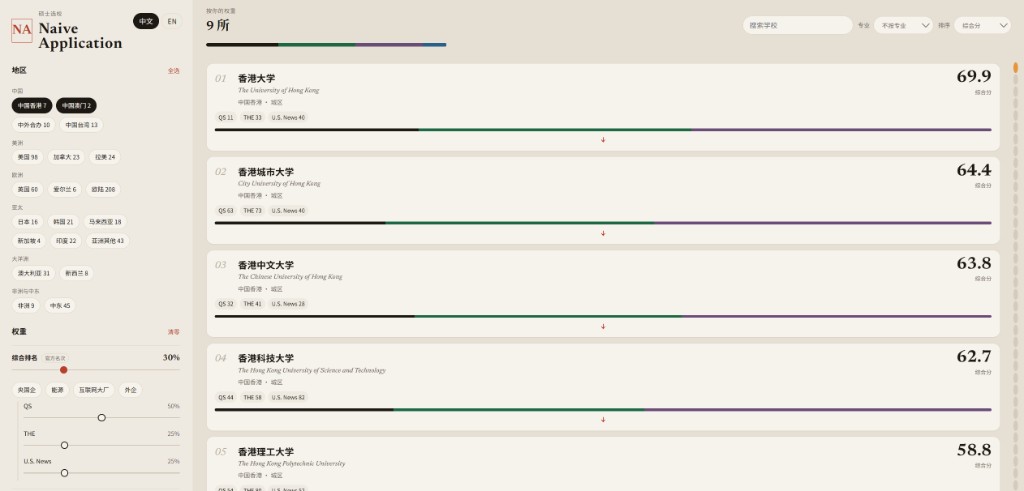 硕士选校
NA
Naive
Application
中文
EN
地区
全选
中国
中国香港 7
中国澳门 2
中外合办 10
中国台湾 13
美洲
美国 98
加拿大 23
拉美 24
欧洲
英国 60
爱尔兰 6
欧陆 208
亚太
日本 16
韩国 21
马来西亚 18
新加坡 4
印度 22
亚洲其他 43
大洋洲
澳大利亚 31
新西兰 8
非洲与中东
非洲 9
中东 45
权重
清零
综合排名
30%
央国企
能源
互联网大厂
外企
QS
50%
THE
25%
U.S. News
25%
按你的权重
9 所
搜索学校
专业
不限专业
排序
综合分
01
香港大学
69.9
The University of Hong Kong
综合分
中国香港 • 城区
QS 11
THE 33
U.S. News 40
↓
02
香港城市大学
64.4
City University of Hong Kong
综合分
中国香港 • 城区
QS 63
THE 73
U.S. News 40
↓
03
香港中文大学
63.8
The Chinese University of Hong Kong
综合分
中国香港 • 城区
QS 32
THE 41
U.S. News 28
↓
04
香港科技大学
62.7
The Hong Kong University of Science and Technology
综合分
中国香港 • 城区
QS 44
THE 58
U.S. News 82
↓
05
香港理工大学
58.8
The Hong Kong Polytechnic University
综合分
中国香港 • 城区